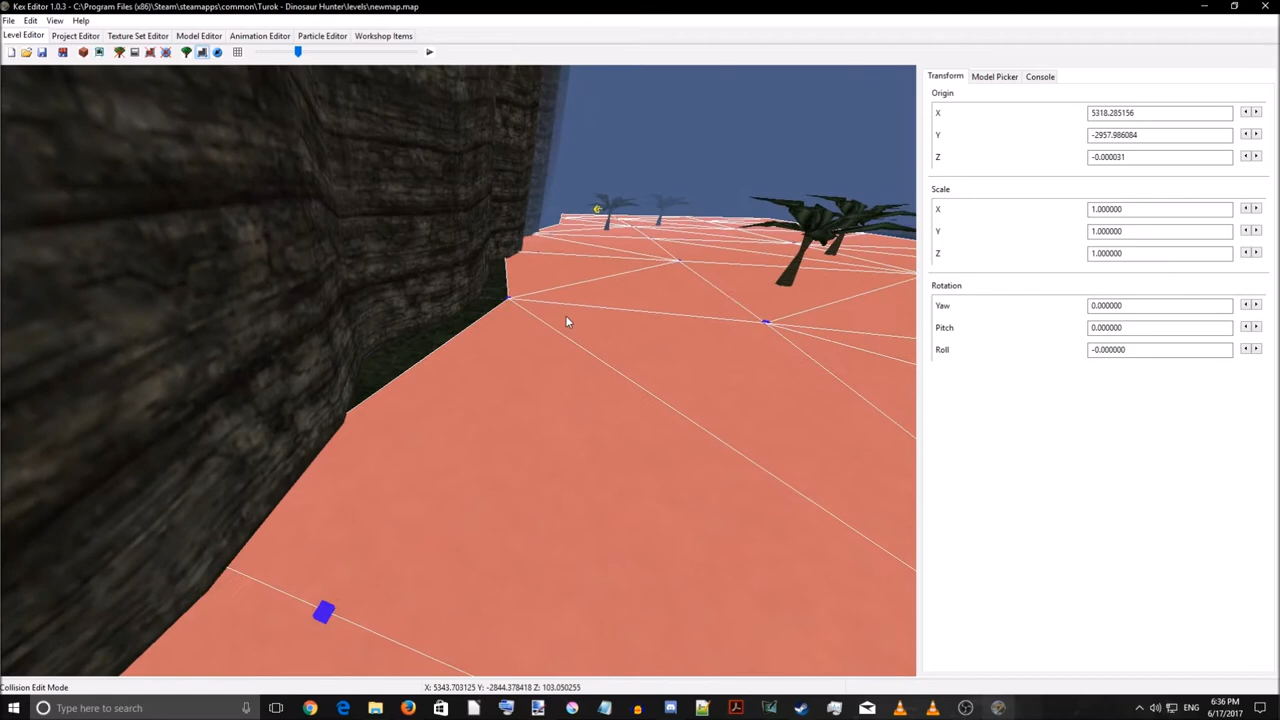 Kex Editor 1.0.3 - C:\Program Files (x86)\Steam\steamapps\common\Turok - Dinosaur Hunter\levels\newmap.map
File Edit View Help
Level Editor Project Editor Texture Set Editor Model Editor Animation Editor Particle Editor Workshop Items
Transform Model Picker Console
Origin
X 5318.285156
Y -2957.986084
Z -0.000031
Scale
X 1.000000
Y 1.000000
Z 1.000000
Rotation
Yaw 0.000000
Pitch 0.000000
Roll -0.000000
Collision Edit Mode X: 5343.703125 Y: -2844.378418 Z: 103.050255
Type here to search
ENG
6:36 PM
6/17/2017